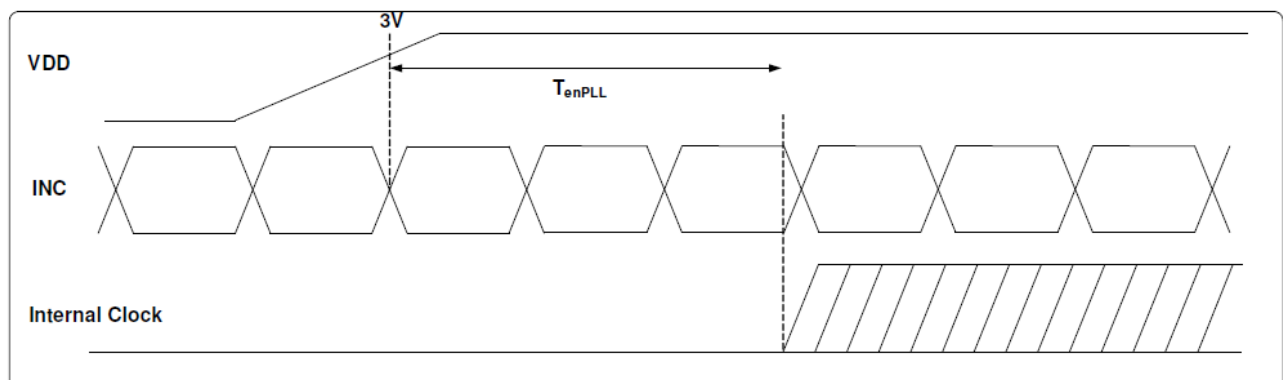 3V
VDD
TenPLL
INC
Internal Clock